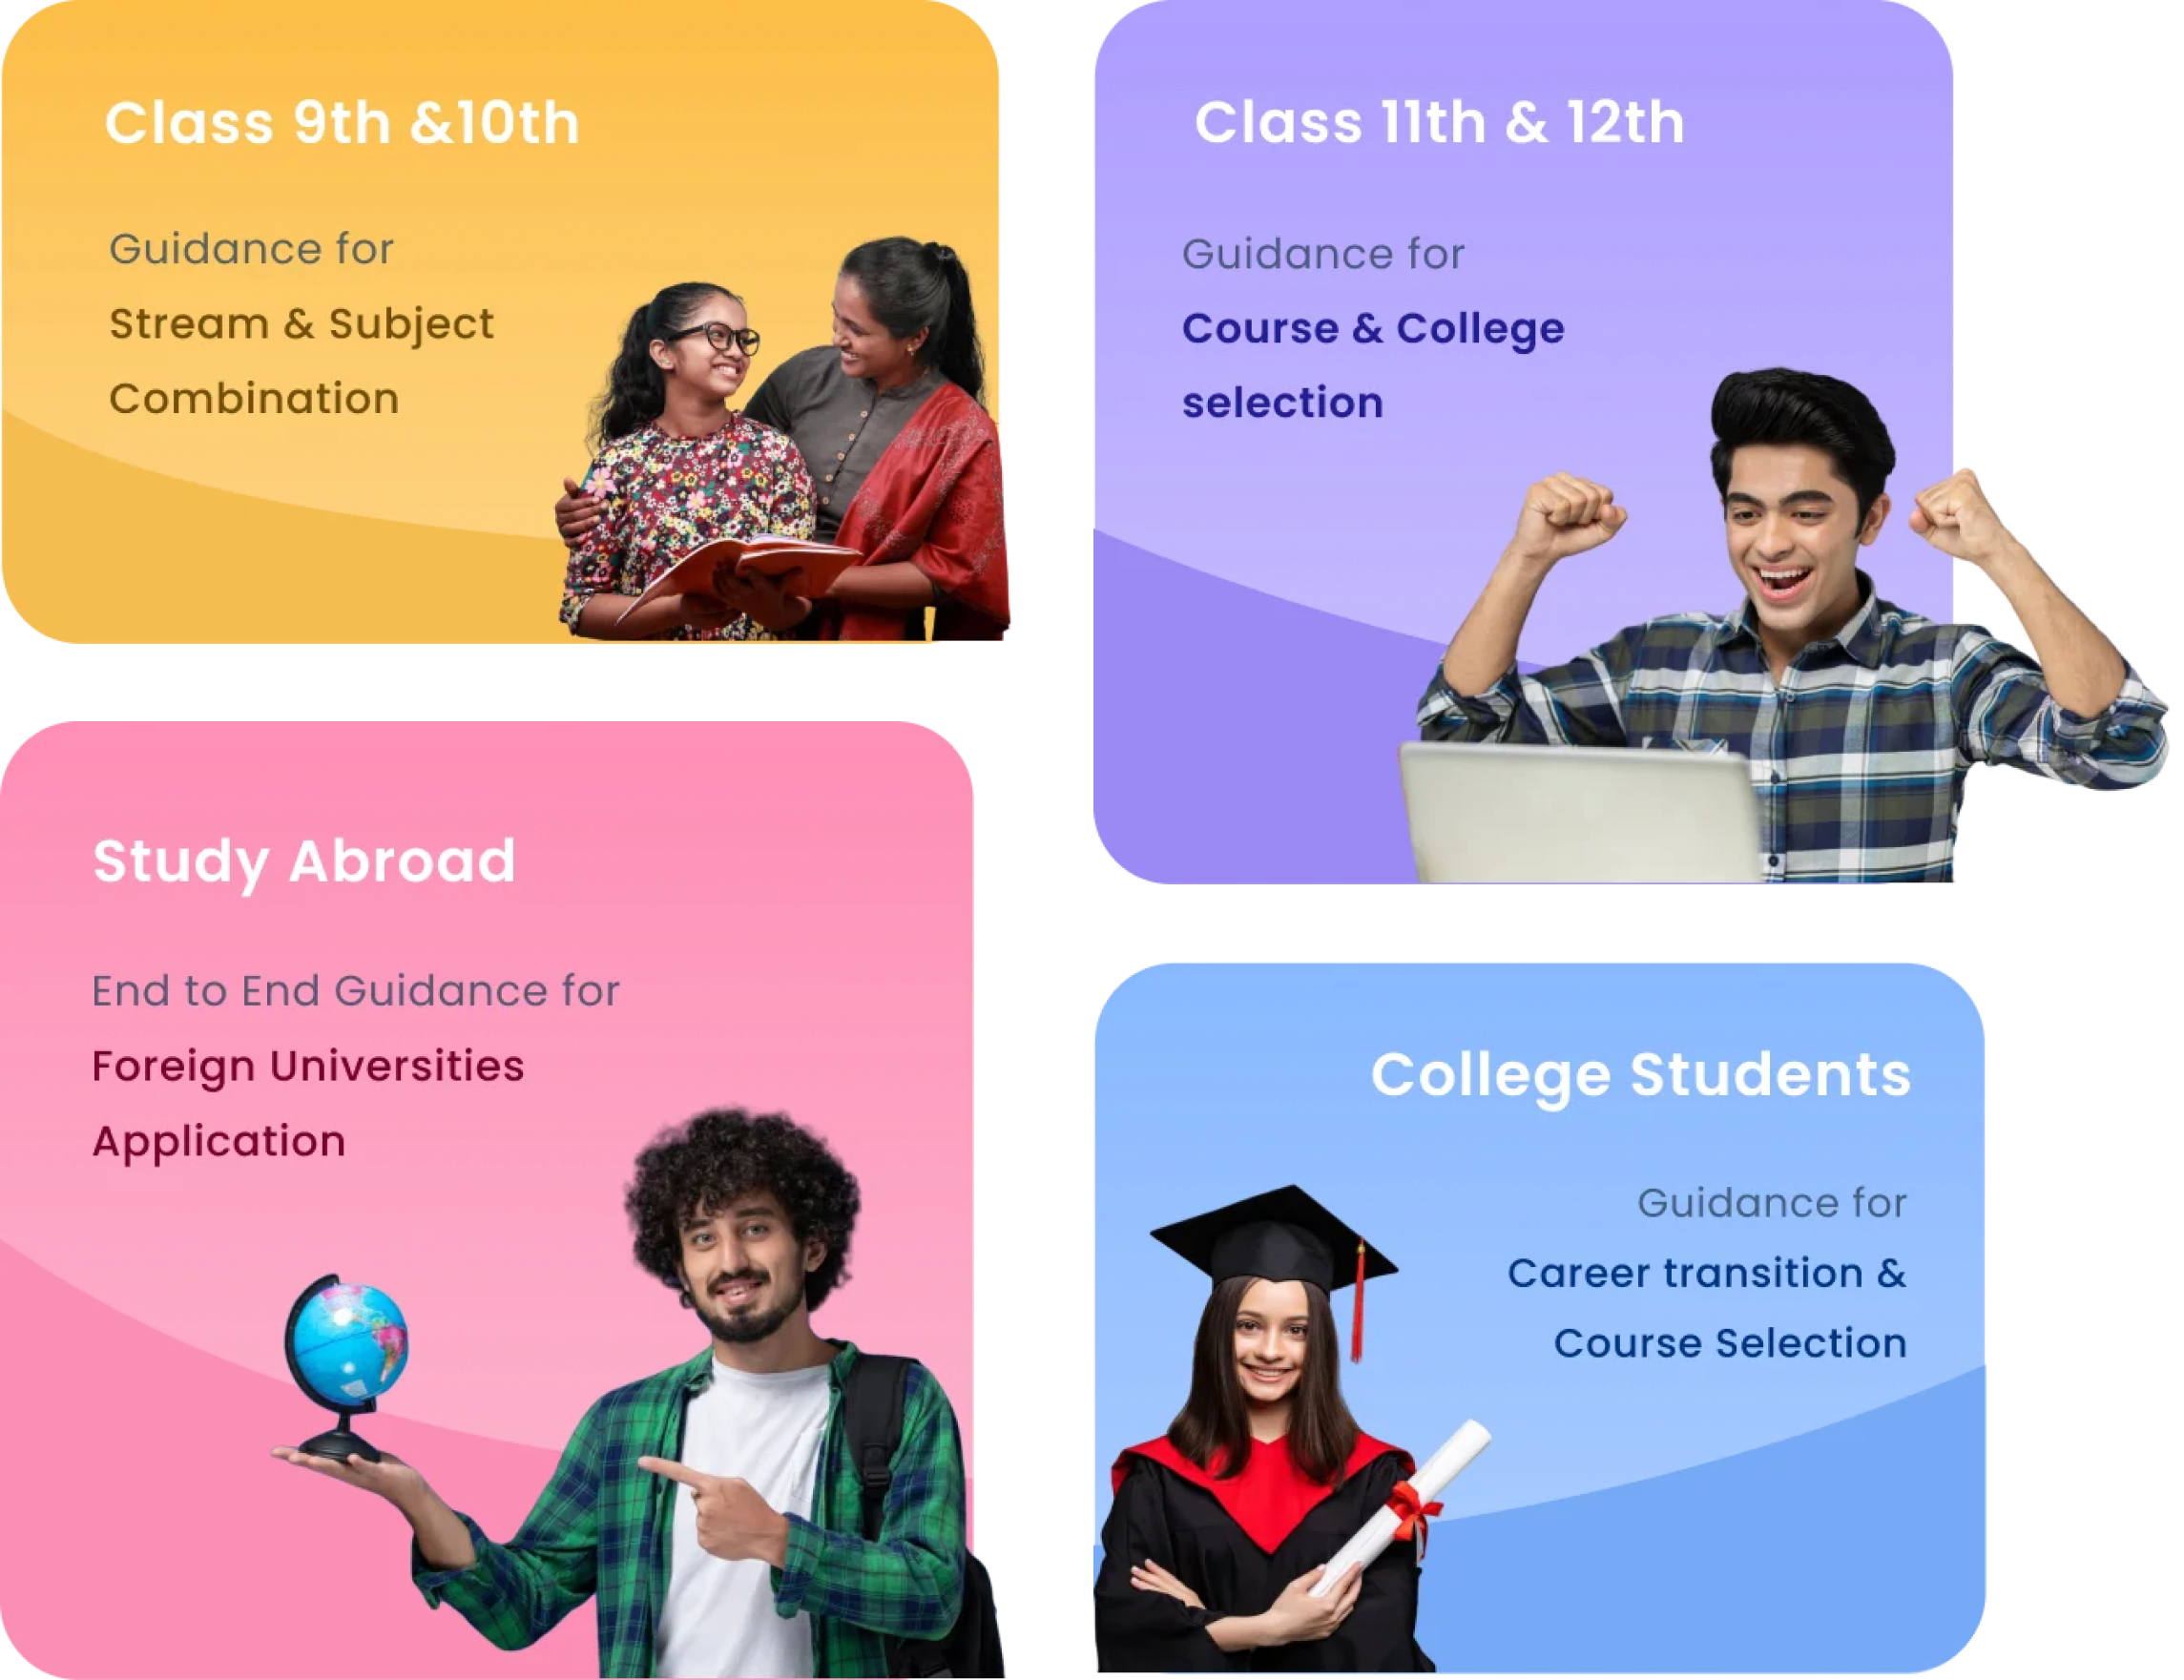 Class 9th &10th
Guidance for
Stream & Subject
Combination
Class 11th & 12th
Guidance for
Course & College
selection
Study Abroad
End to End Guidance for
Foreign Universities
Application
College Students
Guidance for
Career transition &
Course Selection